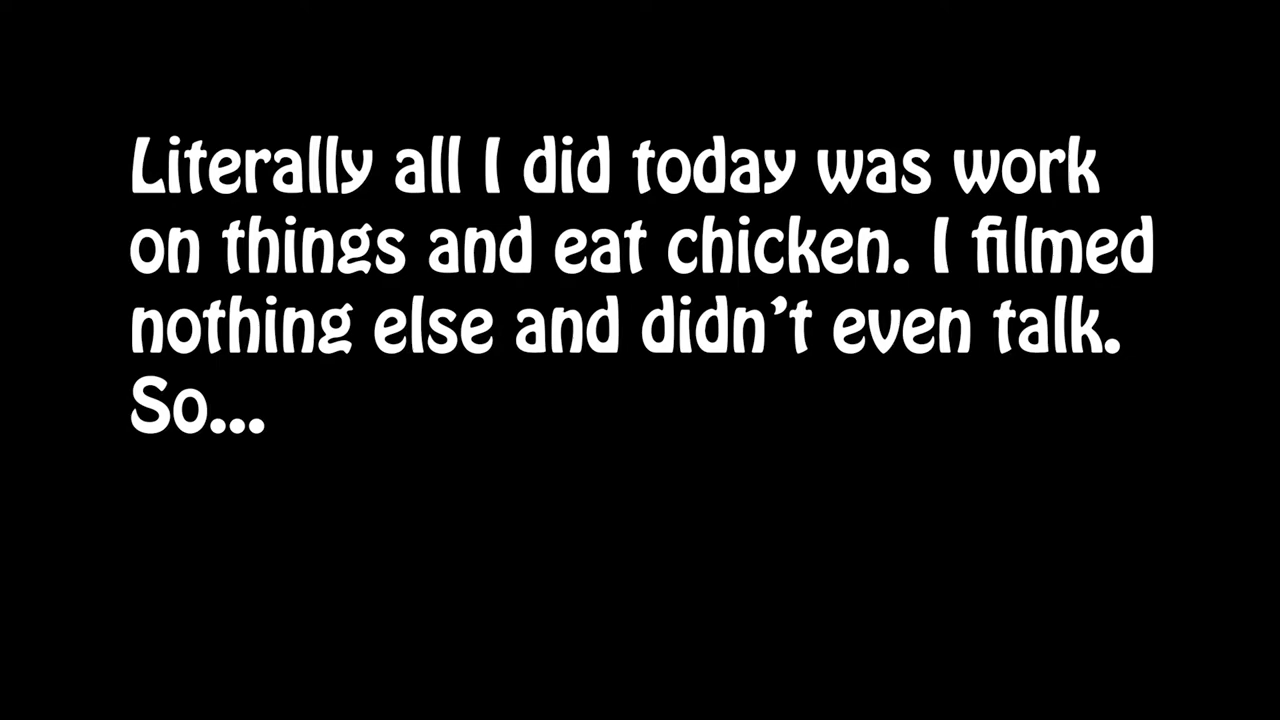 Literally all I did today was work
on things and eat chicken. I filmed
nothing else and didn’t even talk.
So...